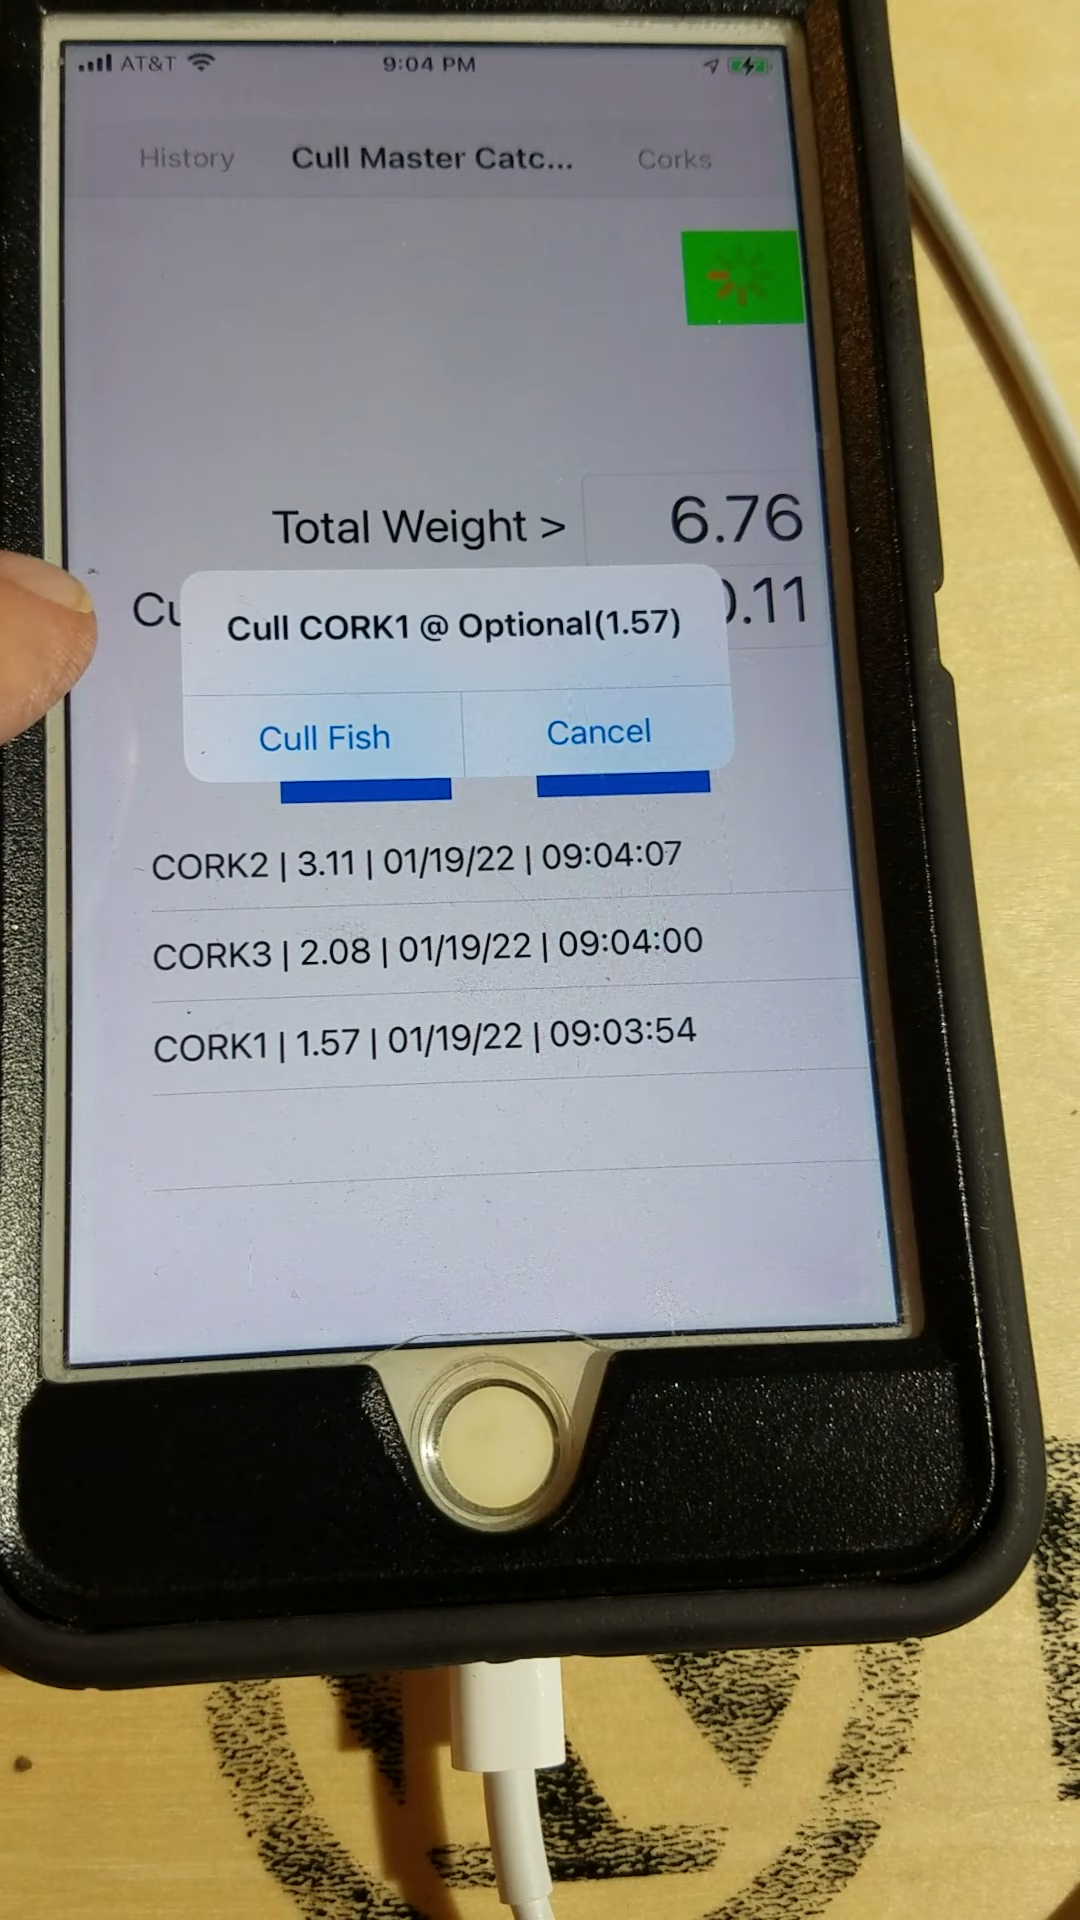 AT&T 9:04 PM
History Cull Master Catc... Corks
Total Weight > 6.76
Cu .11
Cull CORK1 @ Optional(1.57)
Cull Fish Cancel
CORK2 | 3.11 | 01/19/22 | 09:04:07
CORK3 | 2.08 | 01/19/22 | 09:04:00
CORK1 | 1.57 | 01/19/22 | 09:03:54